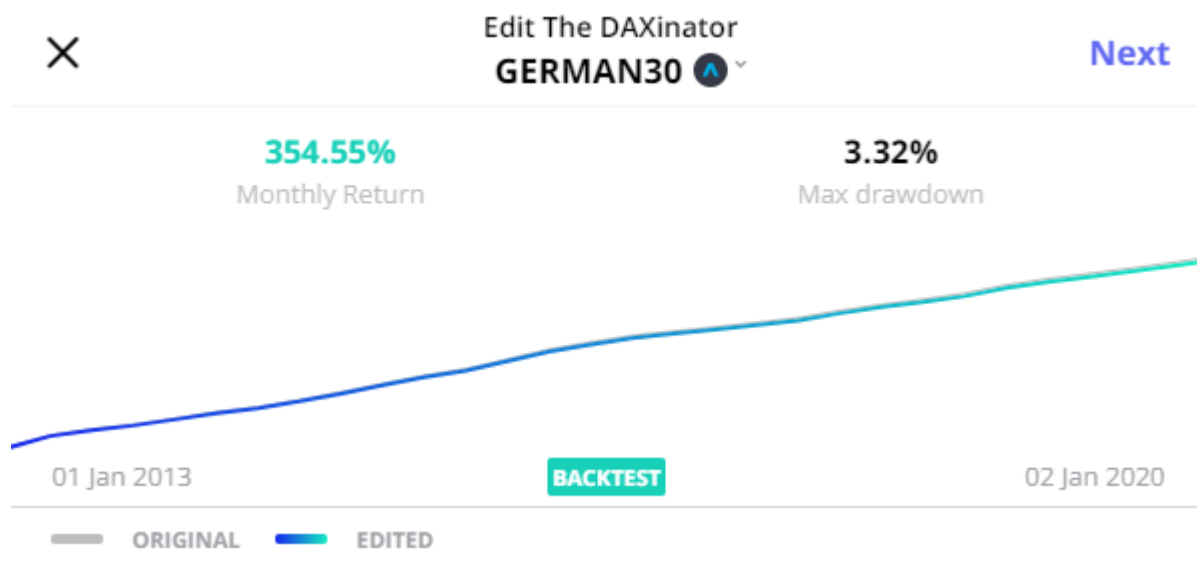 Edit The DAXinator
GERMAN30
Next
354.55%
Monthly Return
3.32%
Max drawdown
01 Jan 2013
BACKTEST
02 Jan 2020
ORIGINAL
EDITED